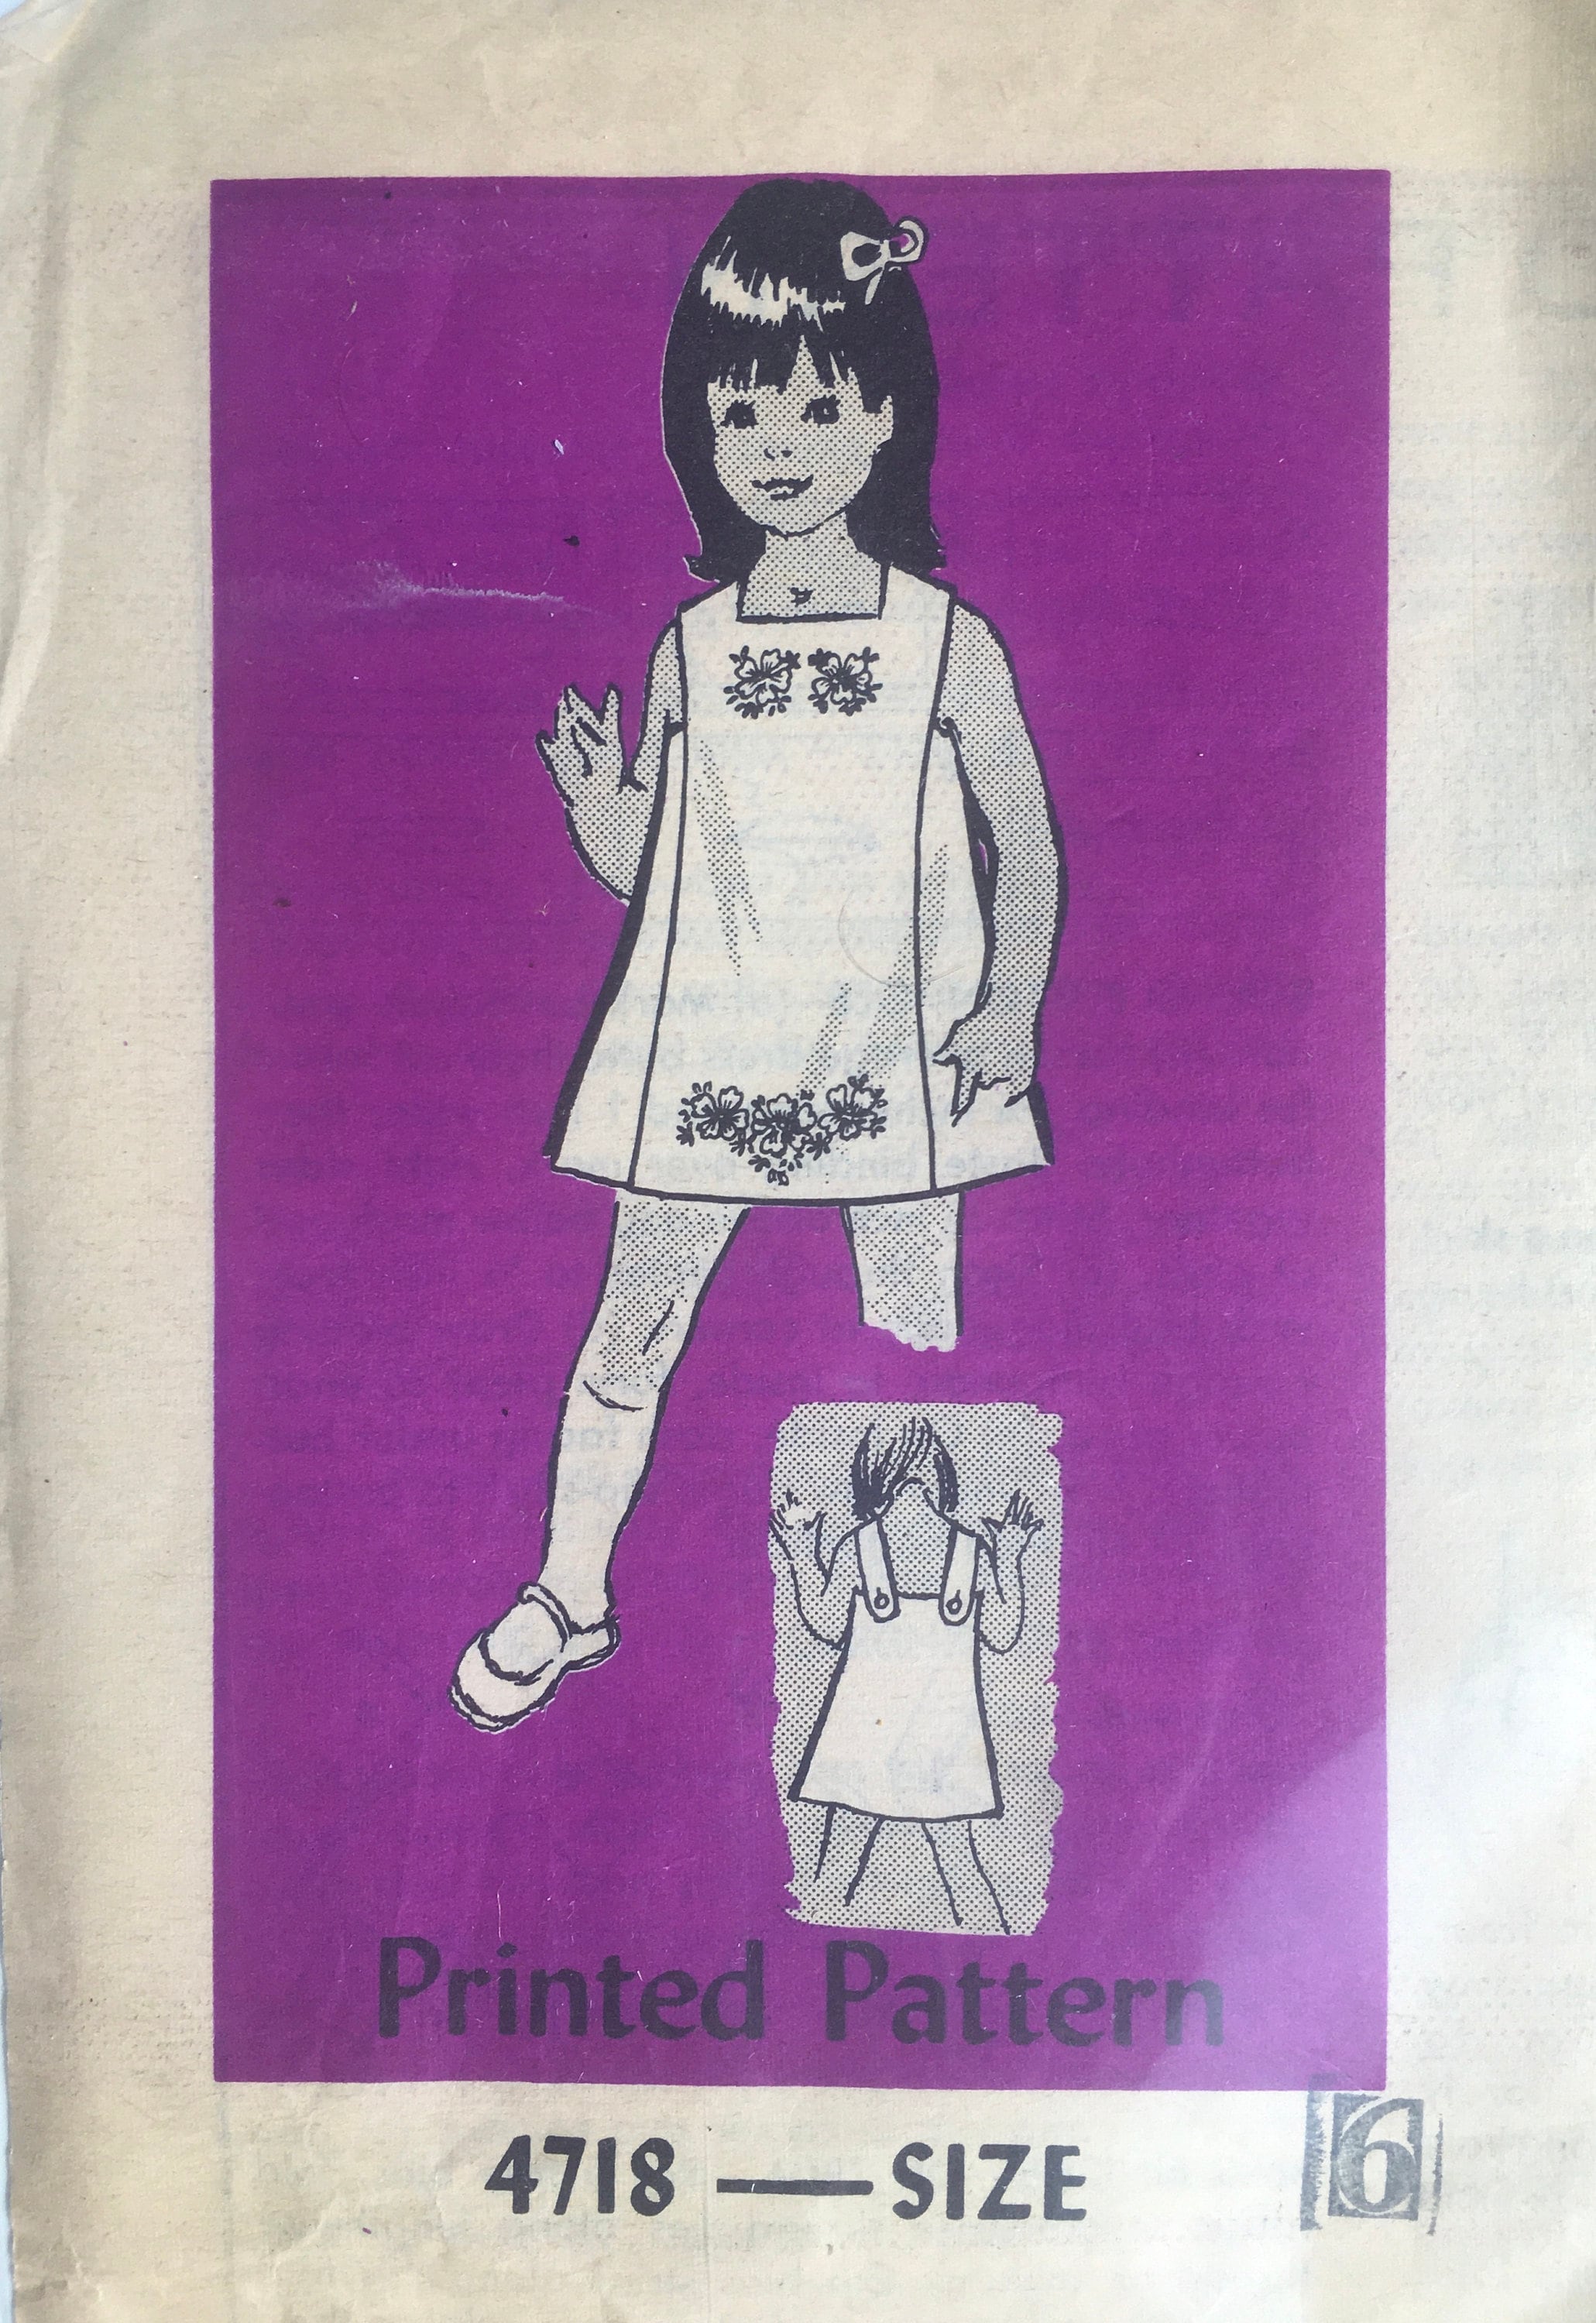 Printed Pattern
4718 — SIZE 6